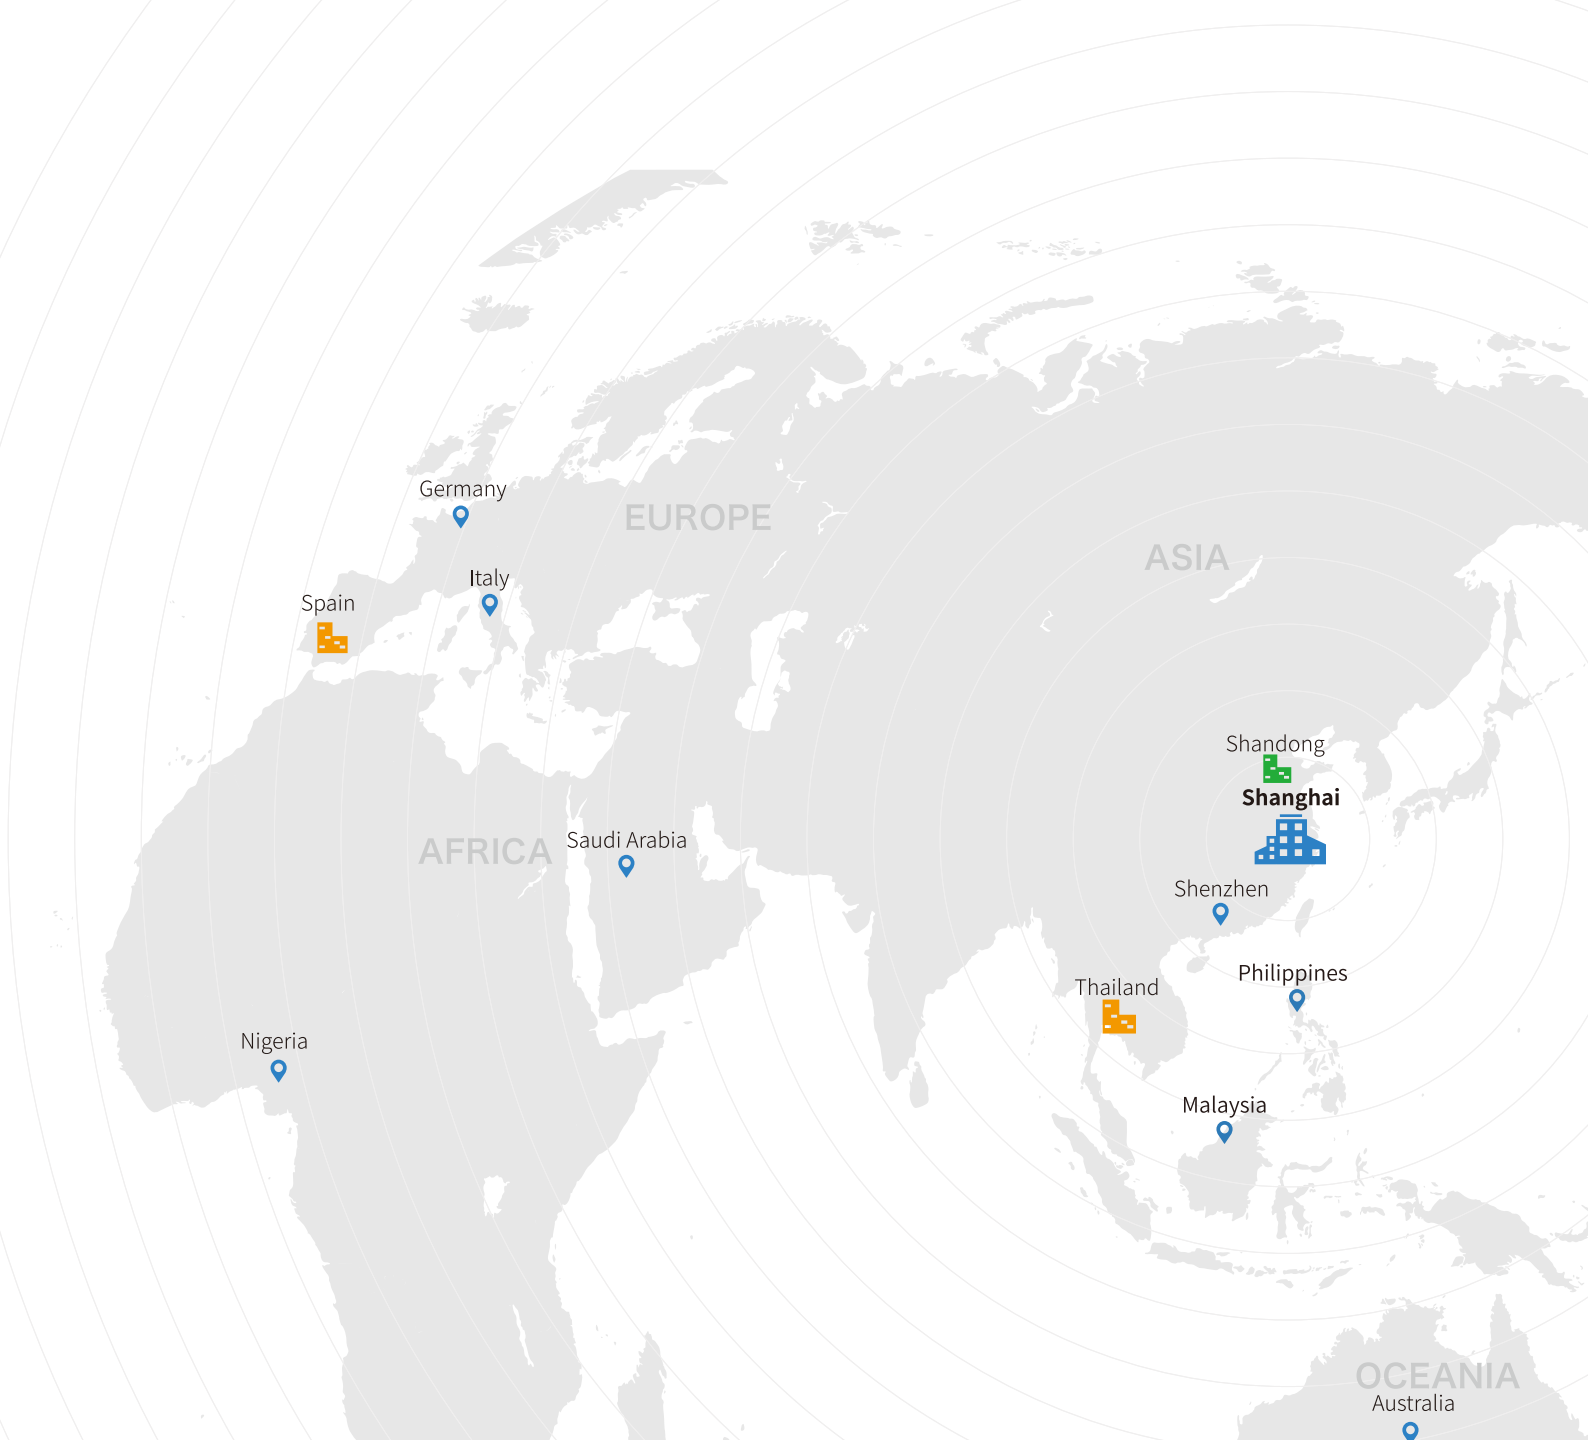 Germany
EUROPE
ASIA
Italy
Spain
Shandong
Shanghai
AFRICA
Saudi Arabia
Shenzhen
Philippines
Thailand
Nigeria
Malaysia
OCEANIA
Australia